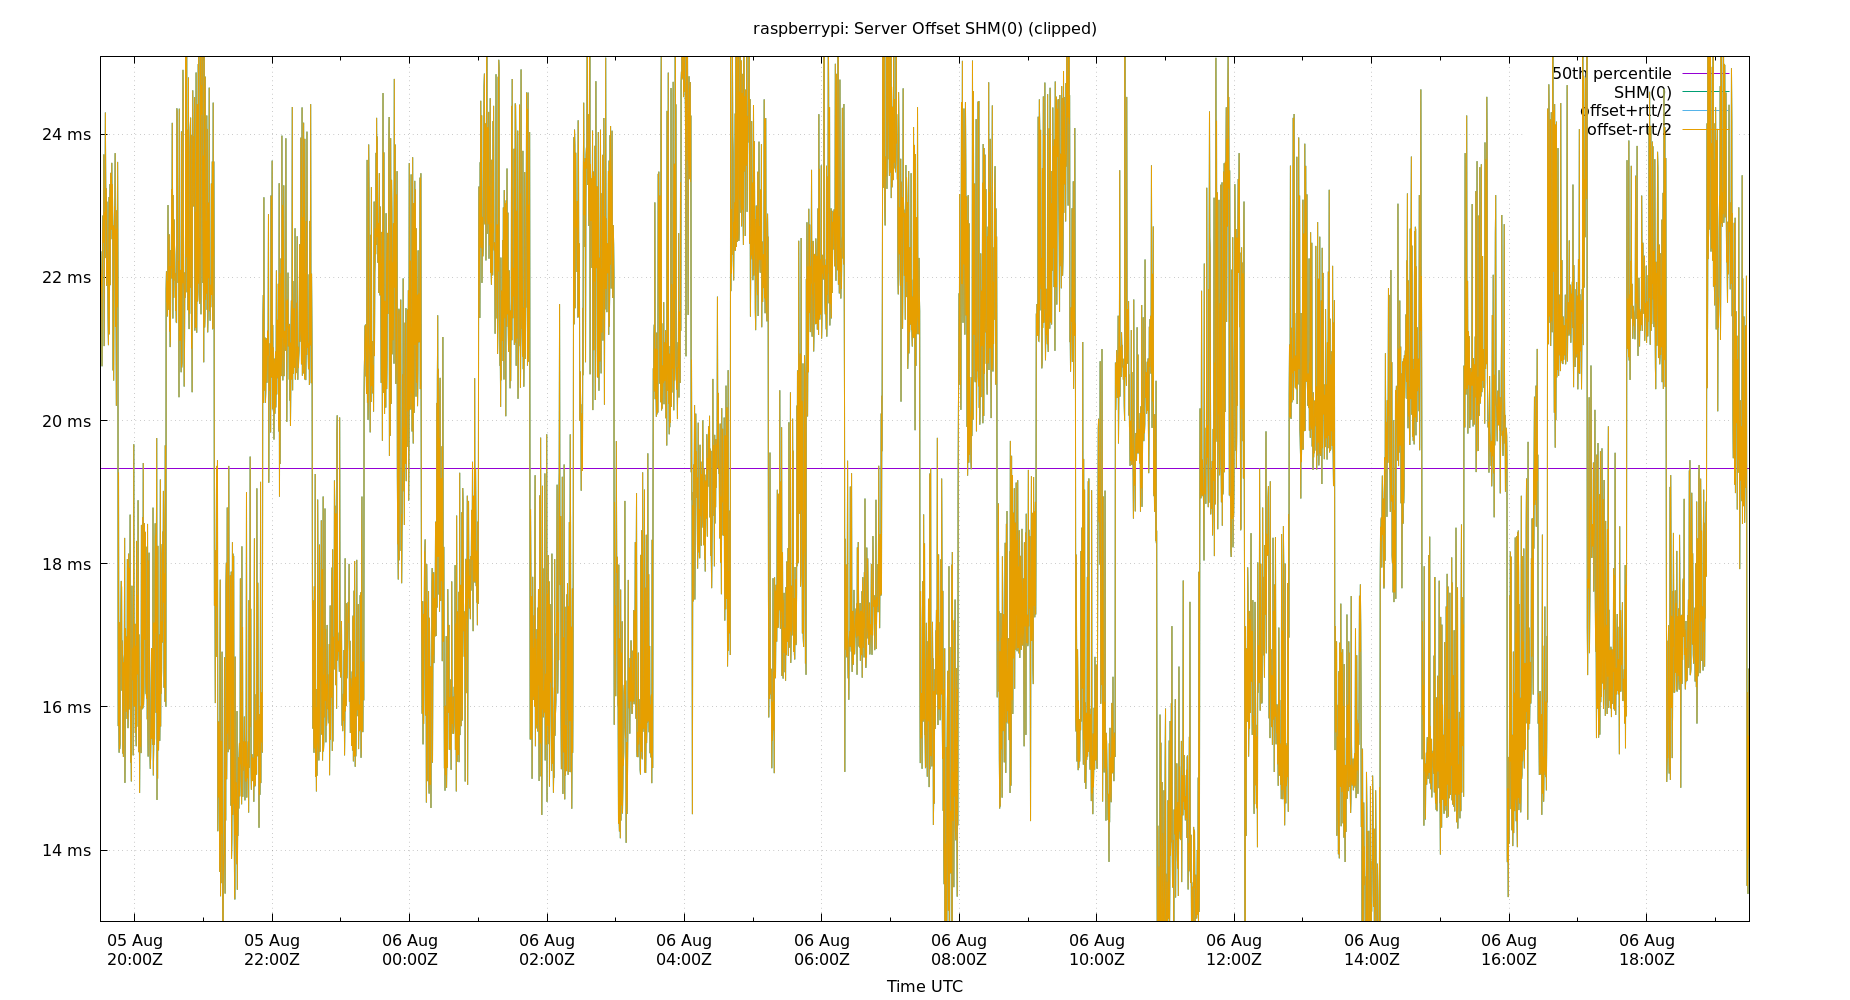 raspberrypi: Server Offset SHM(0) (clipped)
50th percentile
SHM(0)
offset+rtt/2
offset-rtt/2
24 ms
22 ms
20 ms
18 ms
16 ms
14 ms
05 Aug 05 Aug 06 Aug 06 Aug 06 Aug 06 Aug 06 Aug 06 Aug 06 Aug 06 Aug 06 Aug 06 Aug
20:00Z 22:00Z 00:00Z 02:00Z 04:00Z 06:00Z 08:00Z 10:00Z 12:00Z 14:00Z 16:00Z 18:00Z
Time UTC